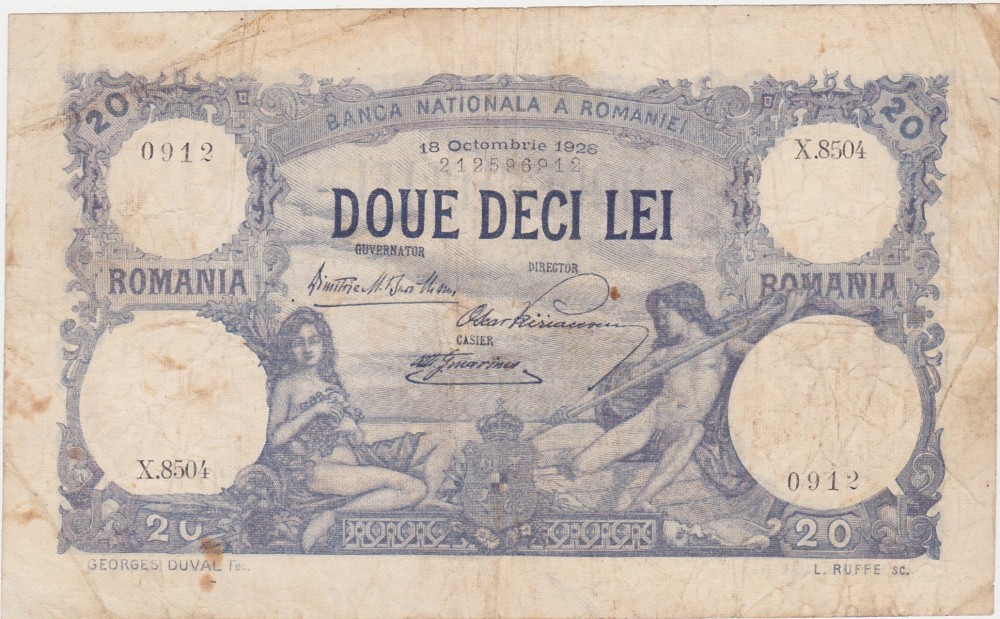 20 BANCA NATIONALA A ROMANIEI 20
0912 18 Octombrie 1928 X.8504
212596912
DOUE DECI LEI
GUVERNATOR
DIRECTOR
ROMANIA ROMANIA
CASIER
X.8504 0912
20 20
GEORGES DUVAL Fec. L. RUFFE SC.